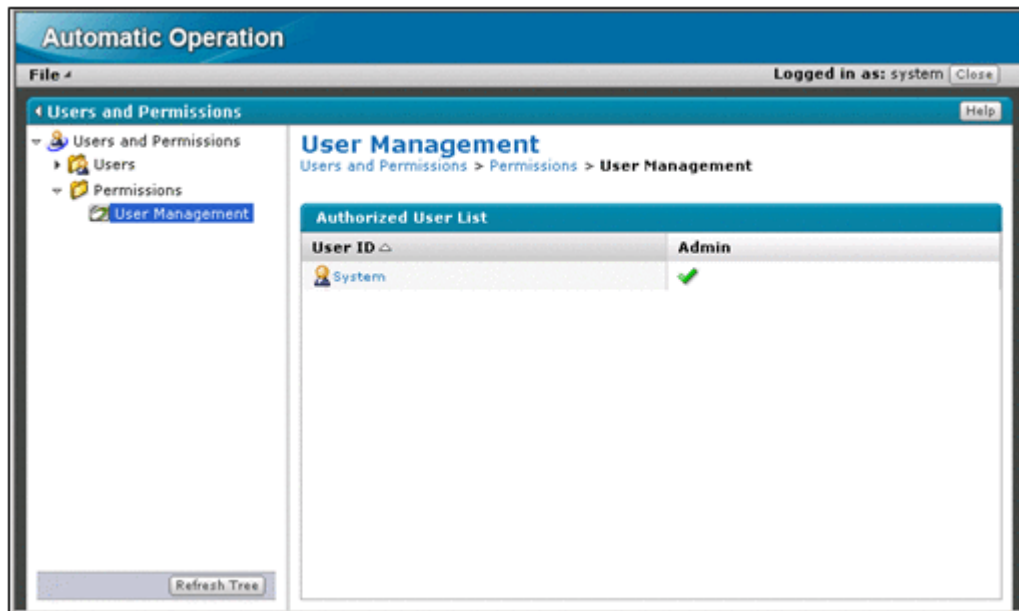 Automatic Operation
File
Logged in as: system Close
Users and Permissions
Help
Users and Permissions
Users
Permissions
User Management
Refresh Tree
User Management
Users and Permissions > Permissions > User Management
Authorized User List
User ID Admin
System